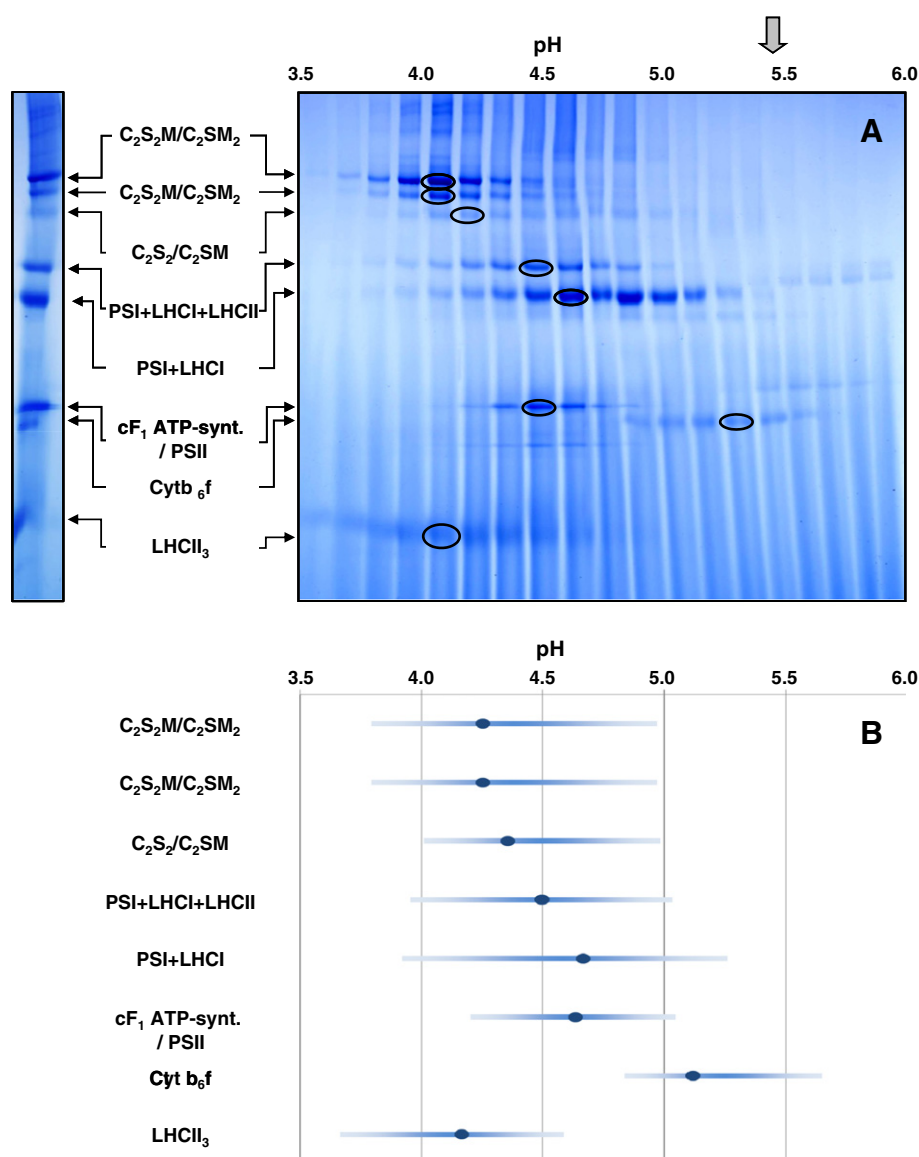 pH
3.5 4.0 4.5 5.0 5.5 6.0
A
C₂S₂M/C₂SM₂
C₂S₂M/C₂SM₂
C₂S₂/C₂SM
PSI+LHCI+LHCII
PSI+LHCI
cF₁ ATP-synt.
/ PSII
Cytb ₆f
LHCII₃
pH
3.5 4.0 4.5 5.0 5.5 6.0
B
C₂S₂M/C₂SM₂
C₂S₂M/C₂SM₂
C₂S₂/C₂SM
PSI+LHCI+LHCII
PSI+LHCI
cF₁ ATP-synt.
/ PSII
Cyt b₆f
LHCII₃